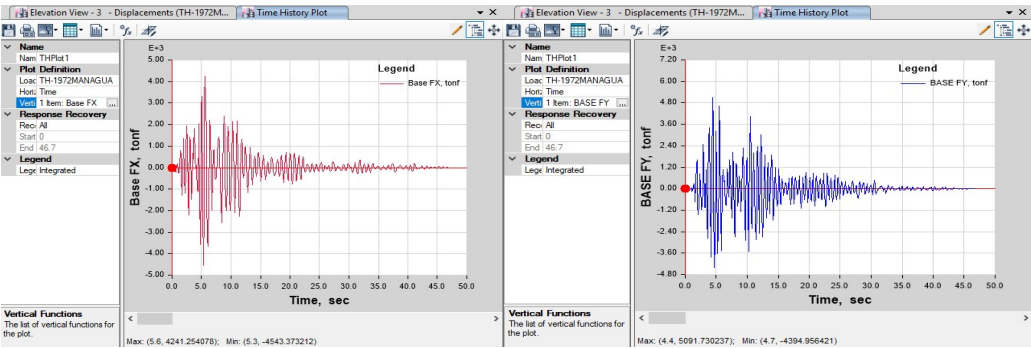 Elevation View - 3 - Displacements (TH-1972M...
Time History Plot
Name
Nam THPlot1
Plot Definition
Loac TH-1972MANAGUA
Hori: Time
Verti 1 Item: Base FX ...
Response Recovery
Reco All
Start 0
End 46.7
Legend
Lege Integrated
E+3
5.00
4.00
3.00
2.00
1.00
0.00
-1.00
-2.00
-3.00
-4.00
-5.00
Base FX, tonf
Legend
Base FX, tonf
0.0 5.0 10.0 15.0 20.0 25.0 30.0 35.0 40.0 45.0 50.0
Time, sec
Vertical Functions
The list of vertical functions for
the plot.
Max: (5.6, 4241.254078); Min: (5.3, -4543.373212)
Elevation View - 3 - Displacements (TH-1972M...
Time History Plot
Name
Nam THPlot1
Plot Definition
Loac TH-1972MANAGUA
Hori: Time
Verti 1 Item: BASE FY ...
Response Recovery
Reco All
Start 0
End 46.7
Legend
Lege Integrated
E+3
7.20
6.00
4.80
3.60
2.40
1.20
0.00
-1.20
-2.40
-3.60
-4.80
BASE FY, tonf
Legend
BASE FY, tonf
0.0 5.0 10.0 15.0 20.0 25.0 30.0 35.0 40.0 45.0 50.0
Time, sec
Vertical Functions
The list of vertical functions for
the plot.
Max: (4.4, 5091.730237); Min: (4.7, -4394.956421)